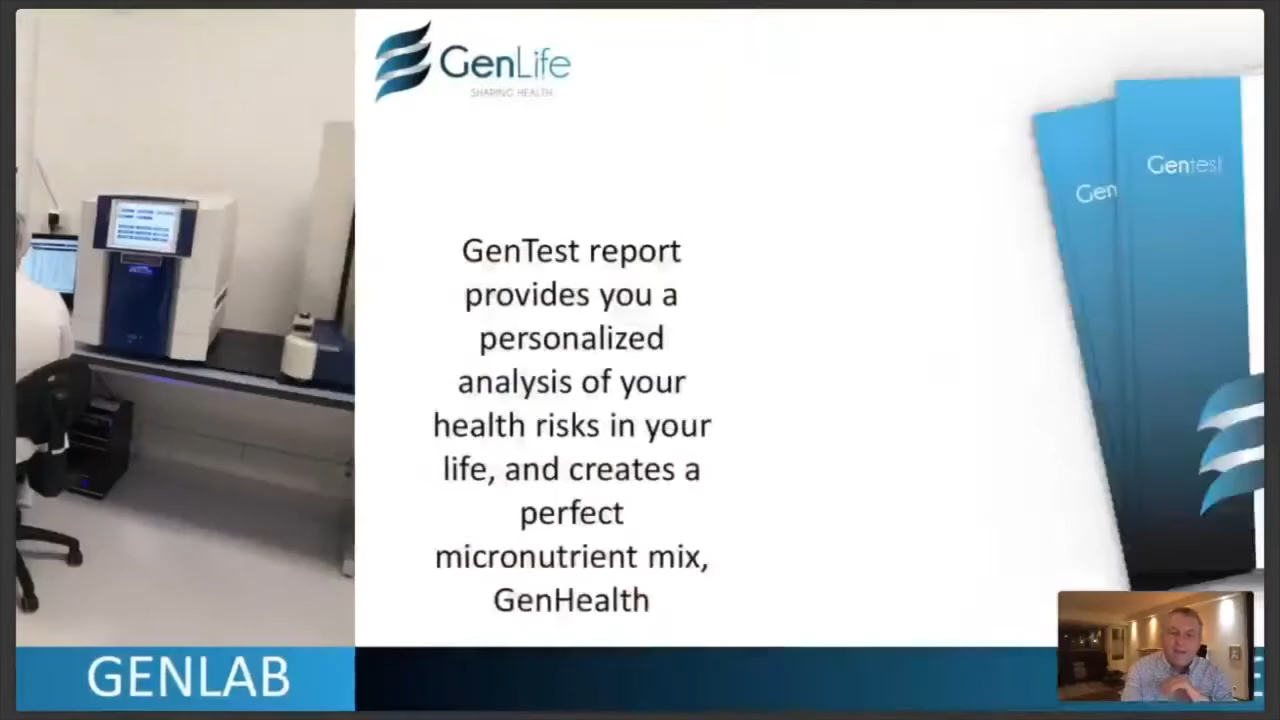 GenLife
SHARING HEALTH
Gentest
Gen
GenTest report
provides you a
personalized
analysis of your
health risks in your
life, and creates a
perfect
micronutrient mix,
GenHealth
GENLAB